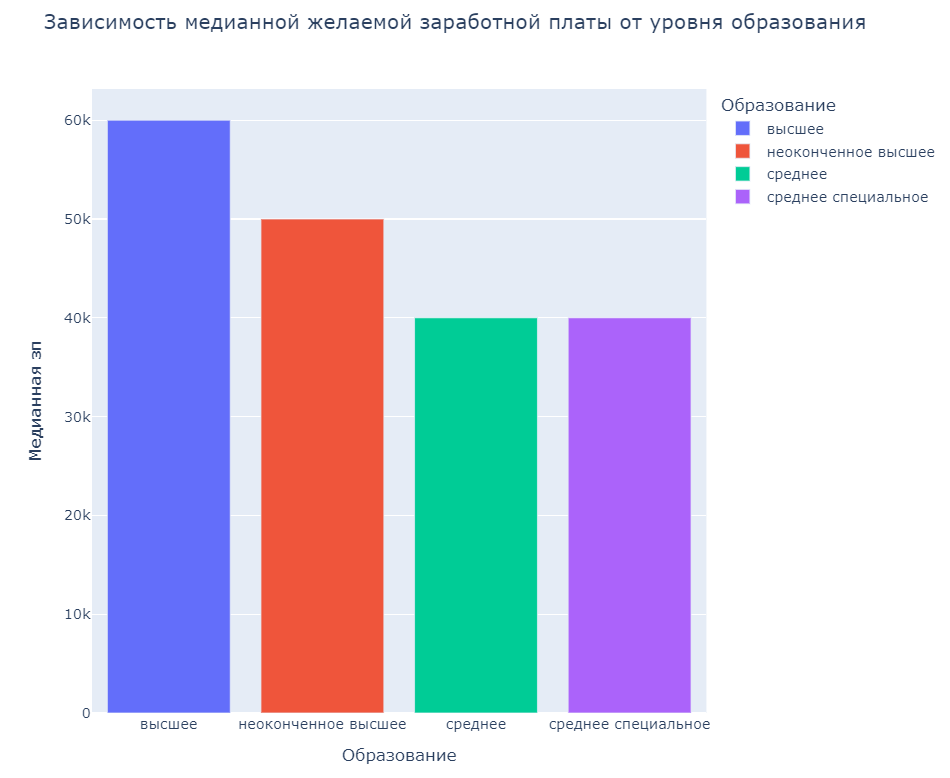 Зависимость медианной желаемой заработной платы от уровня образования
Образование
высшее
неоконченное высшее
среднее
среднее специальное
Медианная зп
60k
50k
40k
30k
20k
10k
0
высшее
неоконченное высшее
среднее
среднее специальное
Образование